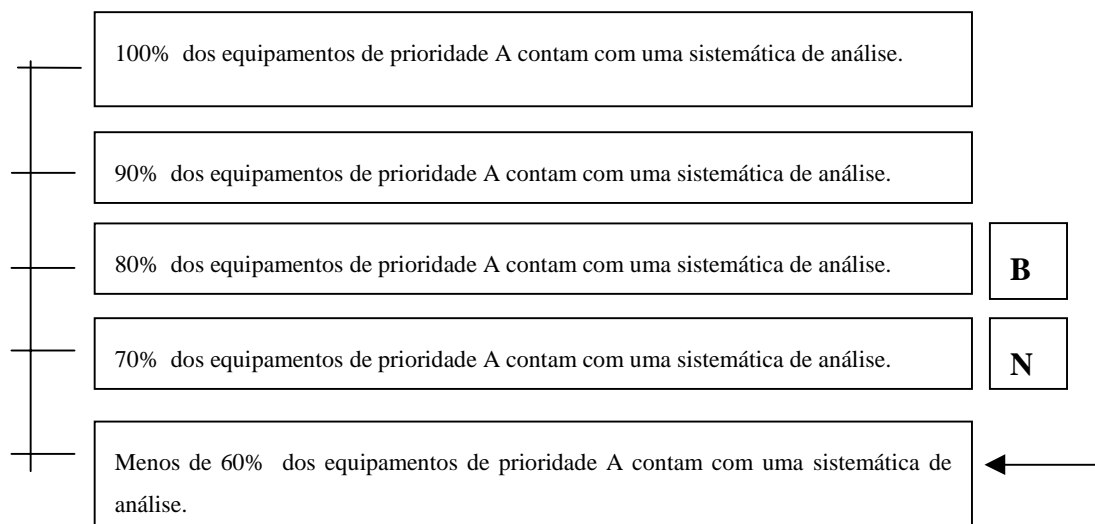 100% dos equipamentos de prioridade A contam com uma sistemática de análise.
90% dos equipamentos de prioridade A contam com uma sistemática de análise.
80% dos equipamentos de prioridade A contam com uma sistemática de análise.
B
70% dos equipamentos de prioridade A contam com uma sistemática de análise.
N
Menos de 60% dos equipamentos de prioridade A contam com uma sistemática de
análise.